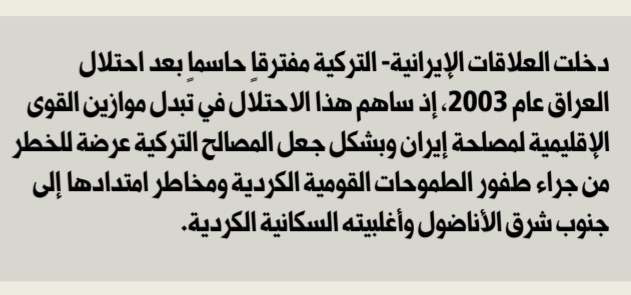 دخلت العلاقات الإيرانية- التركية مفترقاً حاسماً بعد احتلال
العراق عام 2003، إذ ساهم هذا الاحتلال في تبدل موازين القوى
الإقليمية لمصلحة إيران وبشكل جعل المصالح التركية عرضة للخطر
من جراء طفور الطموحات القومية الكردية ومخاطر امتدادها إلى
جنوب شرق الأناضول وأغلبيته السكانية الكردية.